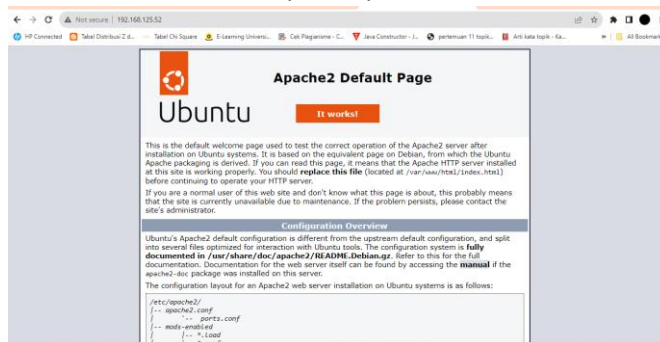 Not secure | 192.168.125.52
HP Connected Tabel Distribusi Z d... Tabel Chi Square E-Learning Universi... Cek Plagiarisme - C... Java Constructor - J... pertemuan 11 topik... Arti kata topik - Ka... » All Bookmark
Apache2 Default Page
Ubuntu
It works!
This is the default welcome page used to test the correct operation of the Apache2 server after
installation on Ubuntu systems. It is based on the equivalent page on Debian, from which the Ubuntu
Apache packaging is derived. If you can read this page, it means that the Apache HTTP server installed
at this site is working properly. You should replace this file (located at /var/www/html/index.html)
before continuing to operate your HTTP server.
If you are a normal user of this web site and don't know what this page is about, this probably means
that the site is currently unavailable due to maintenance. If the problem persists, please contact the
site's administrator.
Configuration Overview
Ubuntu's Apache2 default configuration is different from the upstream default configuration, and split
into several files optimized for interaction with Ubuntu tools. The configuration system is fully
documented in /usr/share/doc/apache2/README.Debian.gz. Refer to this for the full
documentation. Documentation for the web server itself can be found by accessing the manual if the
apache2-doc package was installed on this server.
The configuration layout for an Apache2 web server installation on Ubuntu systems is as follows:
/etc/apache2/
|-- apache2.conf
| `-- ports.conf
|-- mods-enabled
| |-- *.load